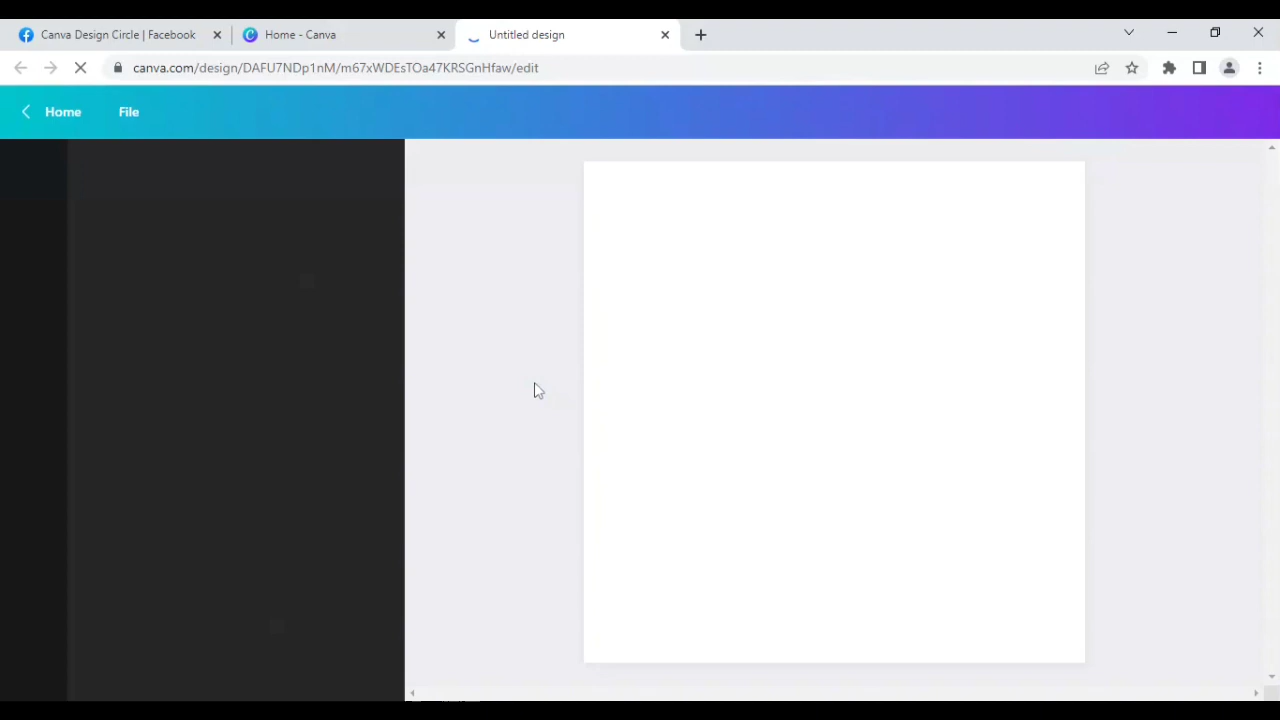 Canva Design Circle | Facebook
Home - Canva
Untitled design
canva.com/design/DAFU7NDp1nM/m67xWDEsTOa47KRSGnHfaw/edit
Home
File